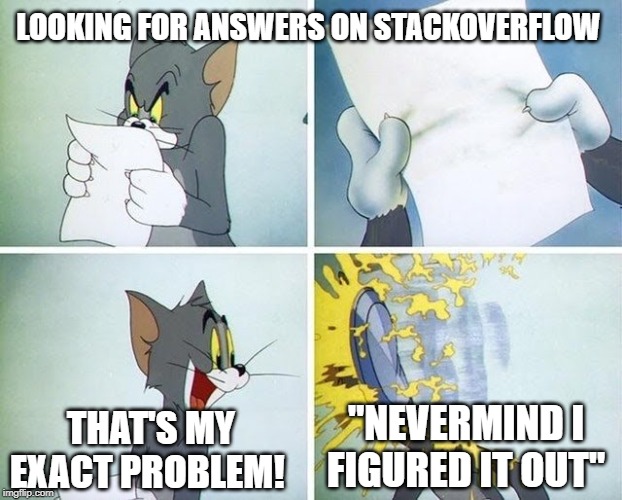 LOOKING FOR ANSWERS ON STACKOVERFLOW
THAT'S MY
EXACT PROBLEM!
"NEVERMIND I
FIGURED IT OUT"
imgflip.com